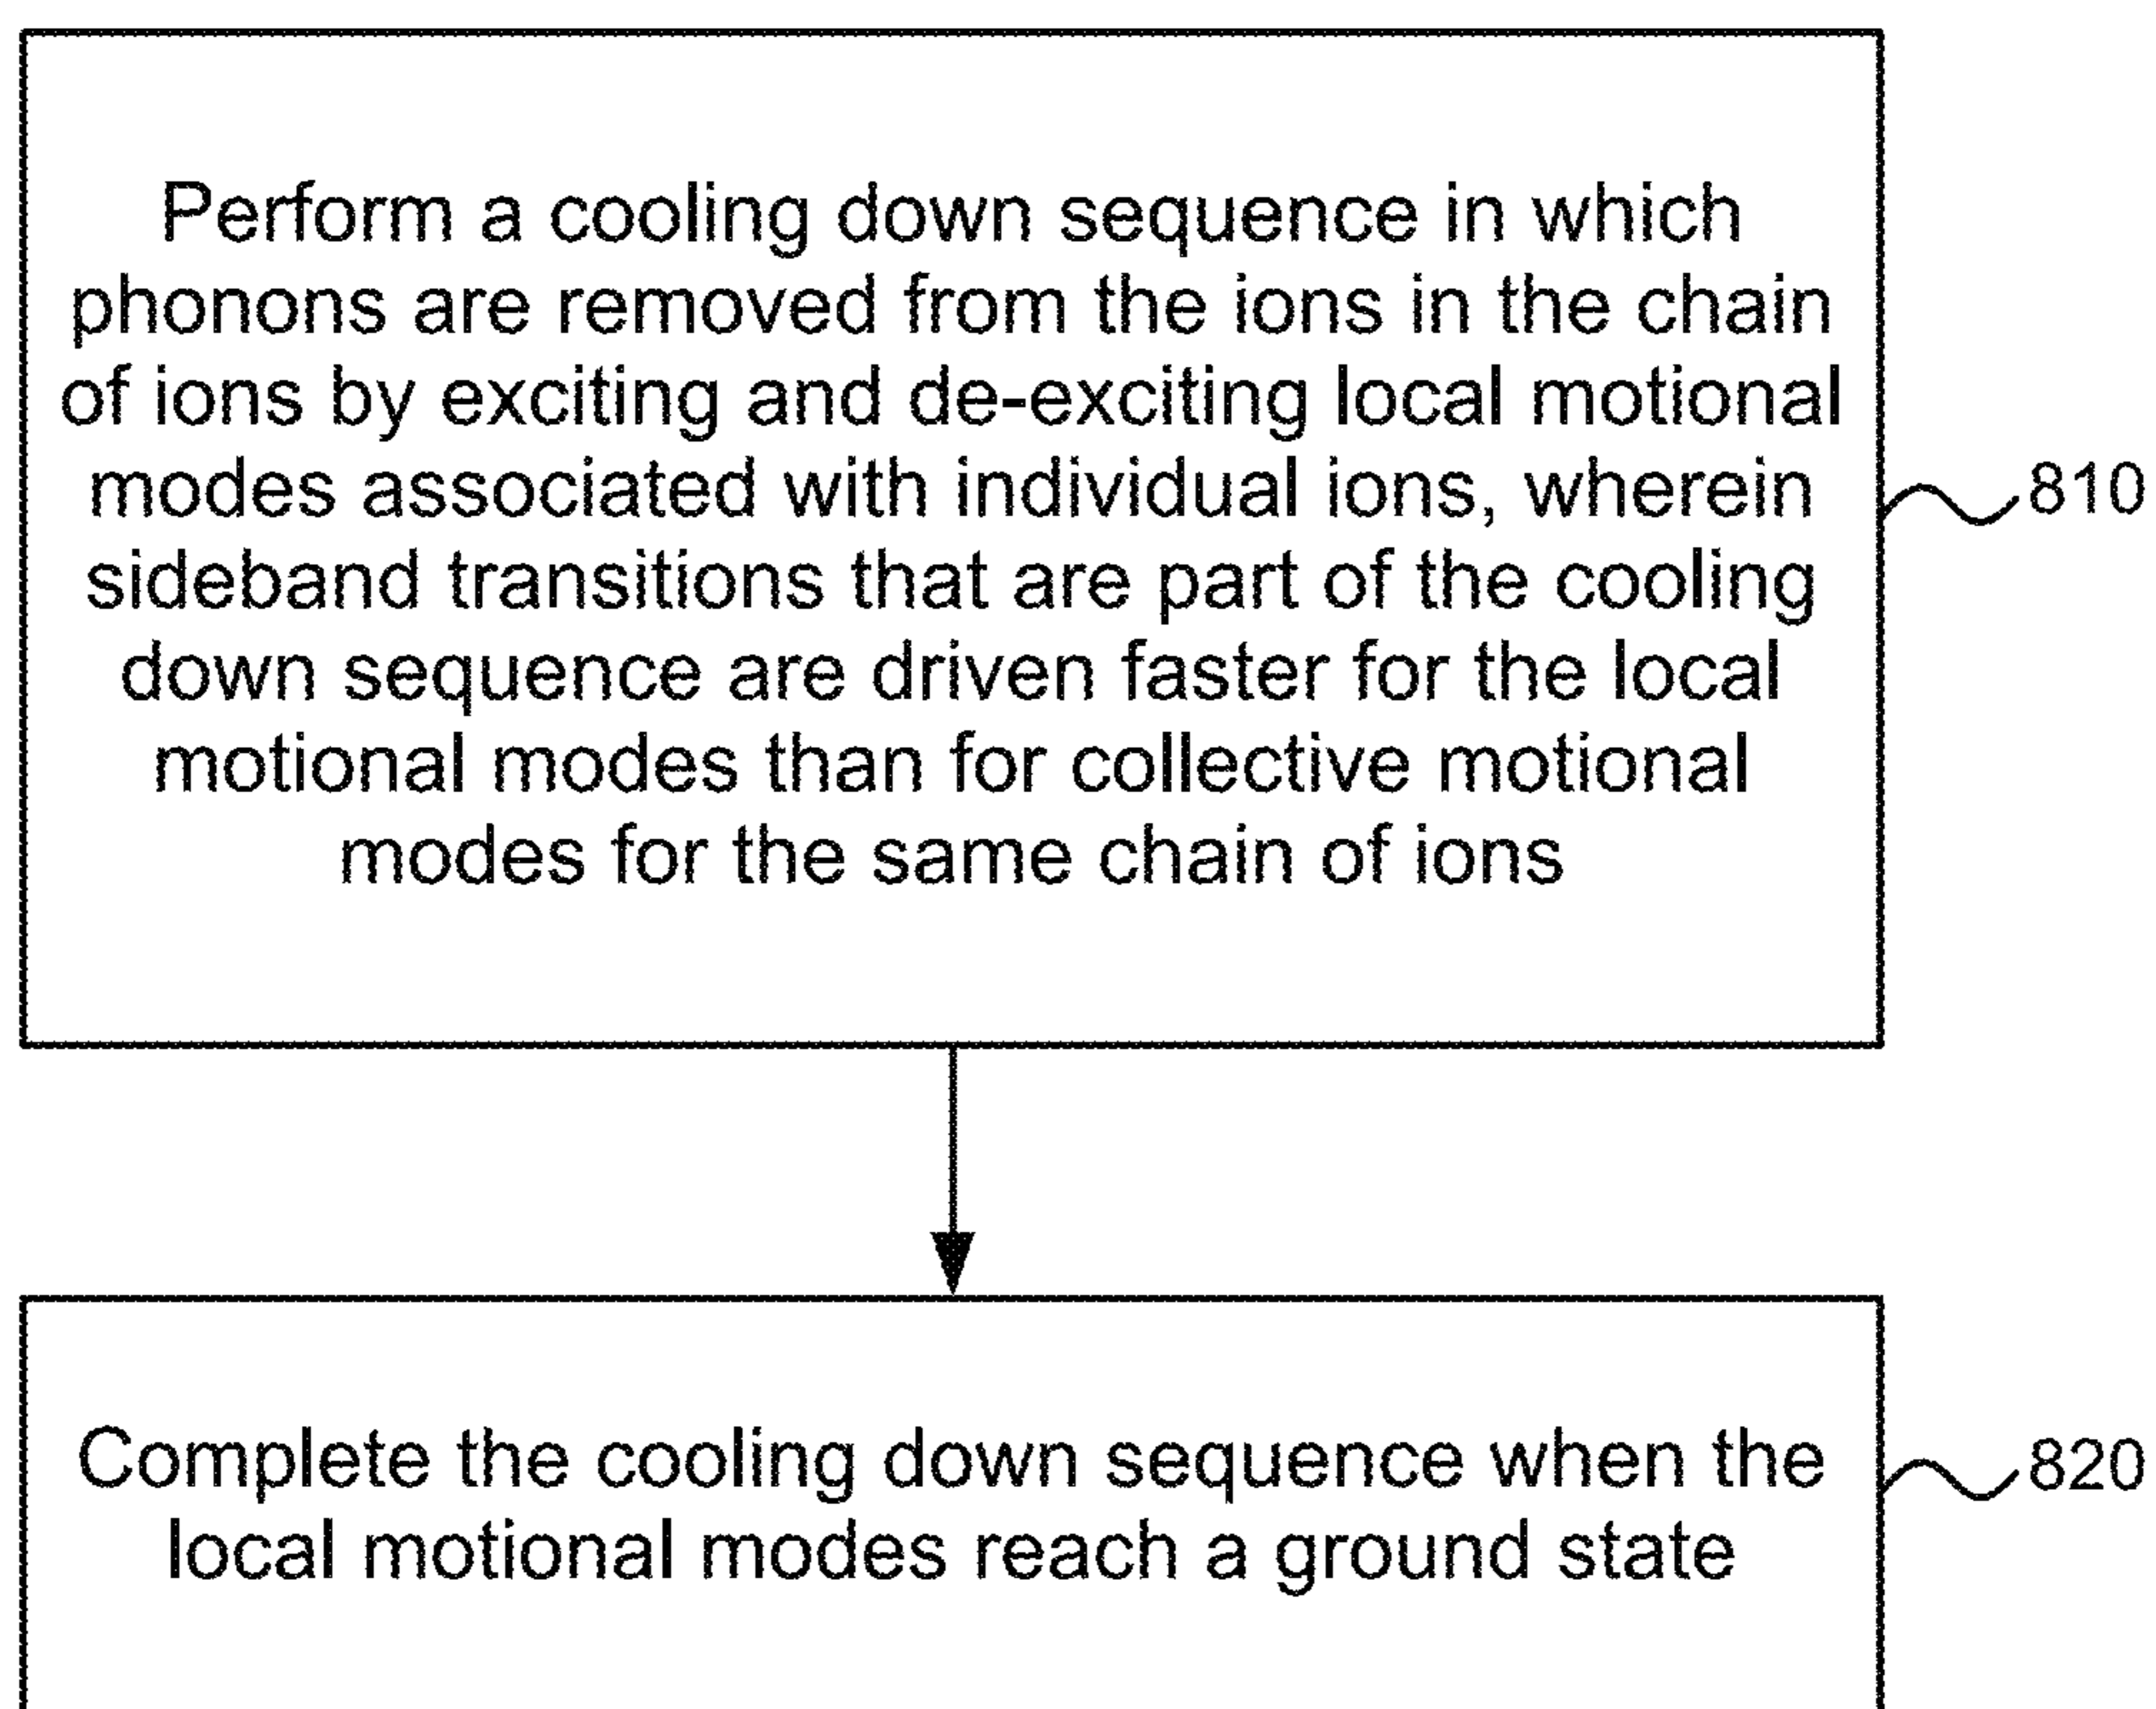 Perform a cooling down sequence in which
phonons are removed from the ions in the chain
of ions by exciting and de-exciting local motional
modes associated with individual ions, wherein
sideband transitions that are part of the cooling
down sequence are driven faster for the local
motional modes than for collective motional
modes for the same chain of ions
810
Complete the cooling down sequence when the
local motional modes reach a ground state
820